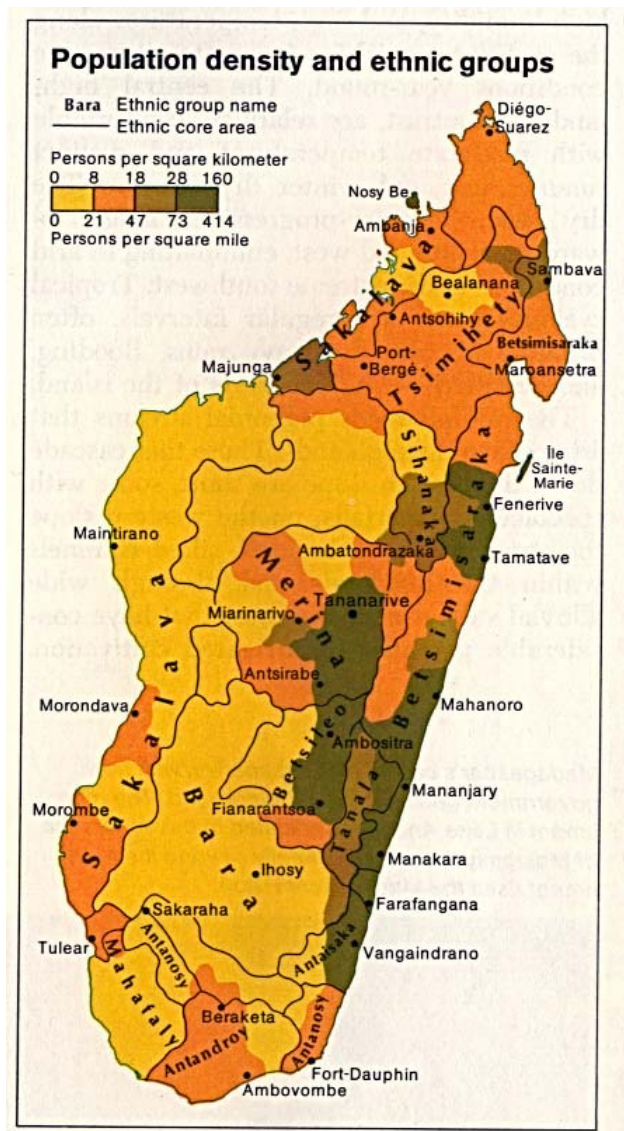 Population density and ethnic groups
Bara Ethnic group name
Ethnic core area
Persons per square kilometer
0 8 18 28 160
0 21 47 73 414
Persons per square mile
Diégo-
Suarez
Nosy Be
Ambanja
Sambava
Bealanana
Sakalava
Antsohihy
Tsimihety
Betsimisaraka
Maroansetra
Port-
Bergé
Majunga
Île
Sainte-
Marie
Sihanaka
Fenerive
Betsimisaraka
Maintirano
Ambatondrazaka
Tamatave
Merina
Tananarive
Miarinarivo
Antsirabe
Mahanoro
Morondava
Sakalava
Betsileo
Ambositra
Mananjary
Fianarantsoa
Tanala
Morombe
Bara
Manakara
Ihosy
Farafangana
Sakaraha
Tulear
Antanosy
Antaisaka
Vangaindrano
Mahafaly
Beraketa
Antandroy
Antanosy
Fort-Dauphin
Ambovombe